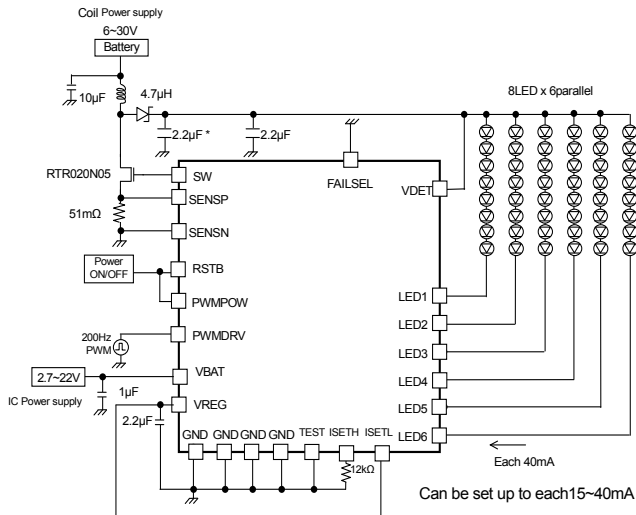 Coil Power supply
6~30V
Battery
10µF
4.7µH
2.2µF *
2.2µF
8LED x 6parallel
RTR020N05
51mΩ
SW
SENSP
SENSN
FAILSEL
VDET
Power
ON/OFF
RSTB
PWMPOW
200Hz
PWM
PWMDRV
2.7~22V
IC Power supply
1µF
VBAT
VREG
2.2µF
LED1
LED2
LED3
LED4
LED5
LED6
GND GND GND GND TEST ISETH ISETL
12kΩ
Each 40mA
Can be set up to each15~40mA